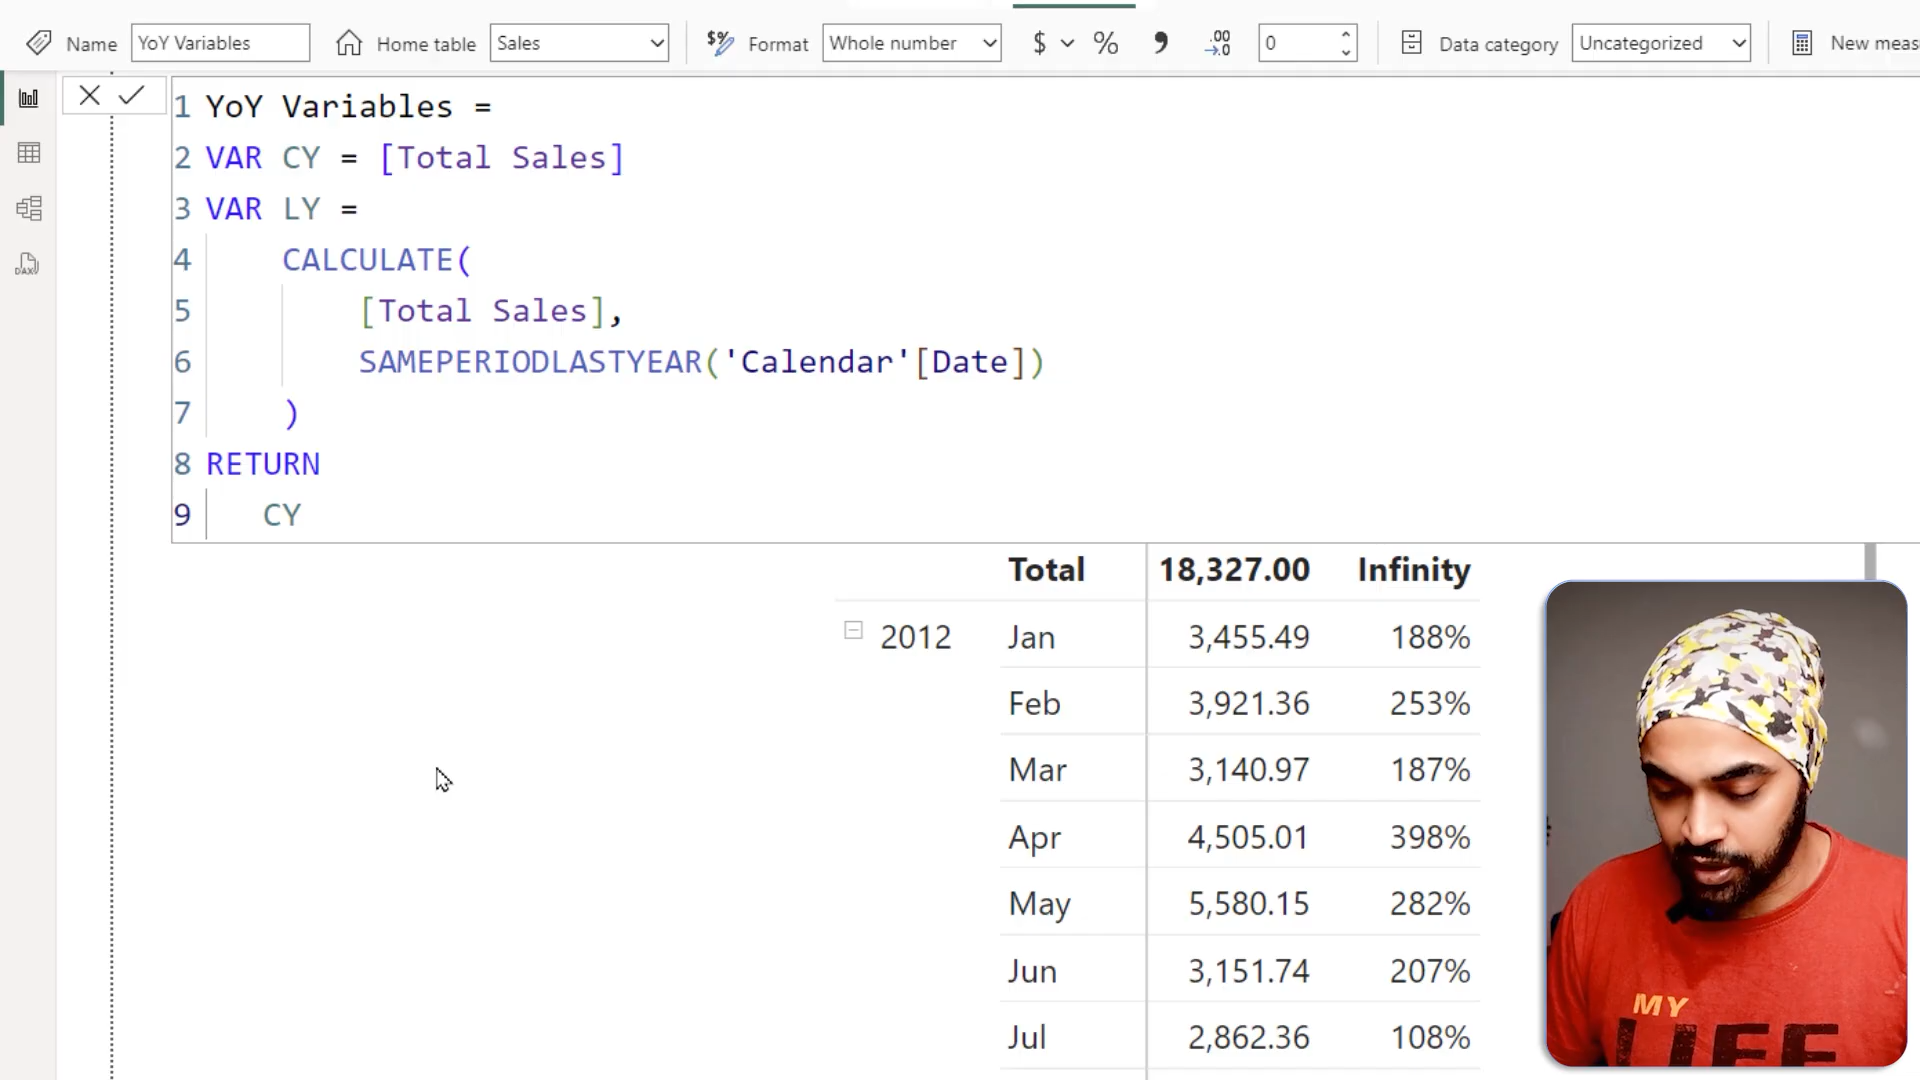 Name YoY Variables Home table Sales Format Whole number $ % 0 Data category Uncategorized New meas
1 YoY Variables =
2 VAR CY = [Total Sales]
3 VAR LY =
4 CALCULATE(
5 [Total Sales],
6 SAMEPERIODLASTYEAR('Calendar'[Date])
7 )
8 RETURN
9 CY
Total 18,327.00 Infinity
2012 Jan 3,455.49 188%
Feb 3,921.36 253%
Mar 3,140.97 187%
Apr 4,505.01 398%
May 5,580.15 282%
Jun 3,151.74 207%
Jul 2,862.36 108%
MY
LIFE